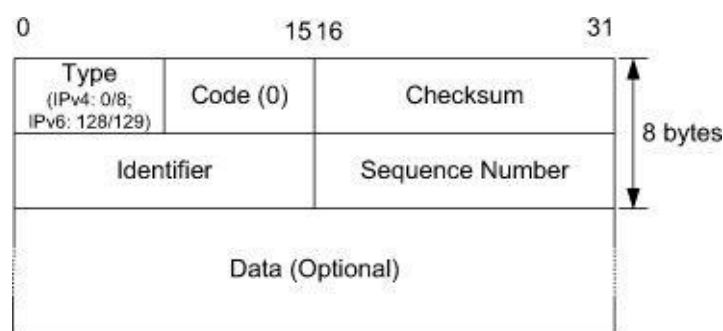 0 15 16 31
Type
(IPv4: 0/8;
IPv6: 128/129)
Code (0)
Checksum
8 bytes
Identifier
Sequence Number
Data (Optional)